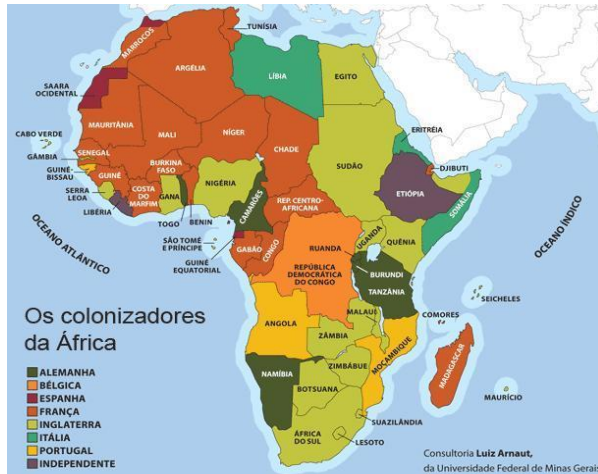 TUNÍSIA
MARROCOS
ARGÉLIA
LÍBIA
EGITO
SAARA
OCIDENTAL
CABO VERDE
MAURITÂNIA
MALI
NÍGER
CHADE
SUDÃO
ERITRÉIA
DJIBUTI
SENEGAL
GÂMBIA
GUINÉ-
BISSAU
GUINÉ
BURKINA
FASO
SERRA
LEOA
LIBÉRIA
COSTA
DO
MARFIM
GANA
TOGO
BENIN
NIGÉRIA
CAMARÕES
REP. CENTRO-
AFRICANA
ETIÓPIA
SOMÁLIA
OCEANO ATLÂNTICO
OCEANO ÍNDICO
SÃO TOMÉ
E PRÍNCIPE
GUINÉ
EQUATORIAL
GABÃO
CONGO
UGANDA
QUÊNIA
RUANDA
BURUNDI
REPÚBLICA
DEMOCRÁTICA
DO CONGO
TANZÂNIA
SEICHELES
COMORES
MALAUÍ
ANGOLA
ZÂMBIA
MOÇAMBIQUE
MADAGASCAR
MAURÍCIO
NAMÍBIA
ZIMBÁBUE
BOTSUANA
SUAZILÂNDIA
LESOTO
ÁFRICA
DO SUL
Os colonizadores
da África
ALEMANHA
BÉLGICA
ESPANHA
FRANÇA
INGLATERRA
ITÁLIA
PORTUGAL
INDEPENDENTE
Consultoria Luiz Arnaut,
da Universidade Federal de Minas Gerais